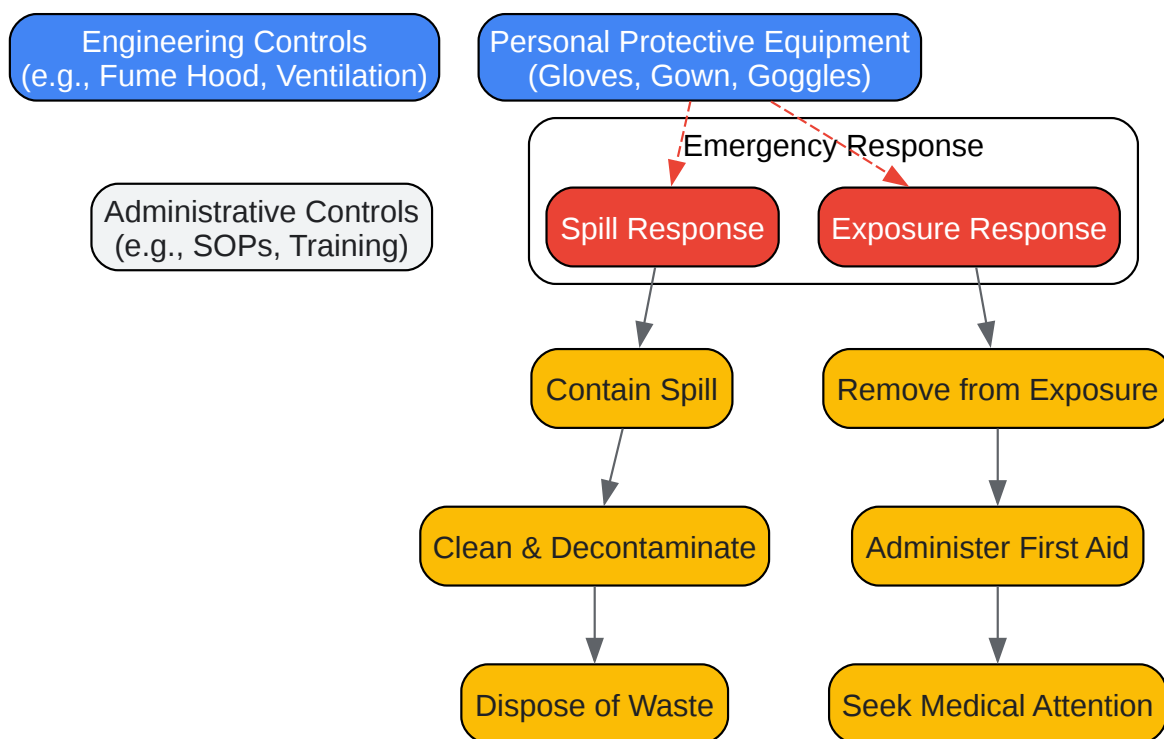 Engineering Controls
(e.g., Fume Hood, Ventilation)
Personal Protective Equipment
(Gloves, Gown, Goggles)
Emergency Response
Administrative Controls
(e.g., SOPs, Training)
Spill Response
Exposure Response
Contain Spill
Remove from Exposure
Clean & Decontaminate
Administer First Aid
Dispose of Waste
Seek Medical Attention